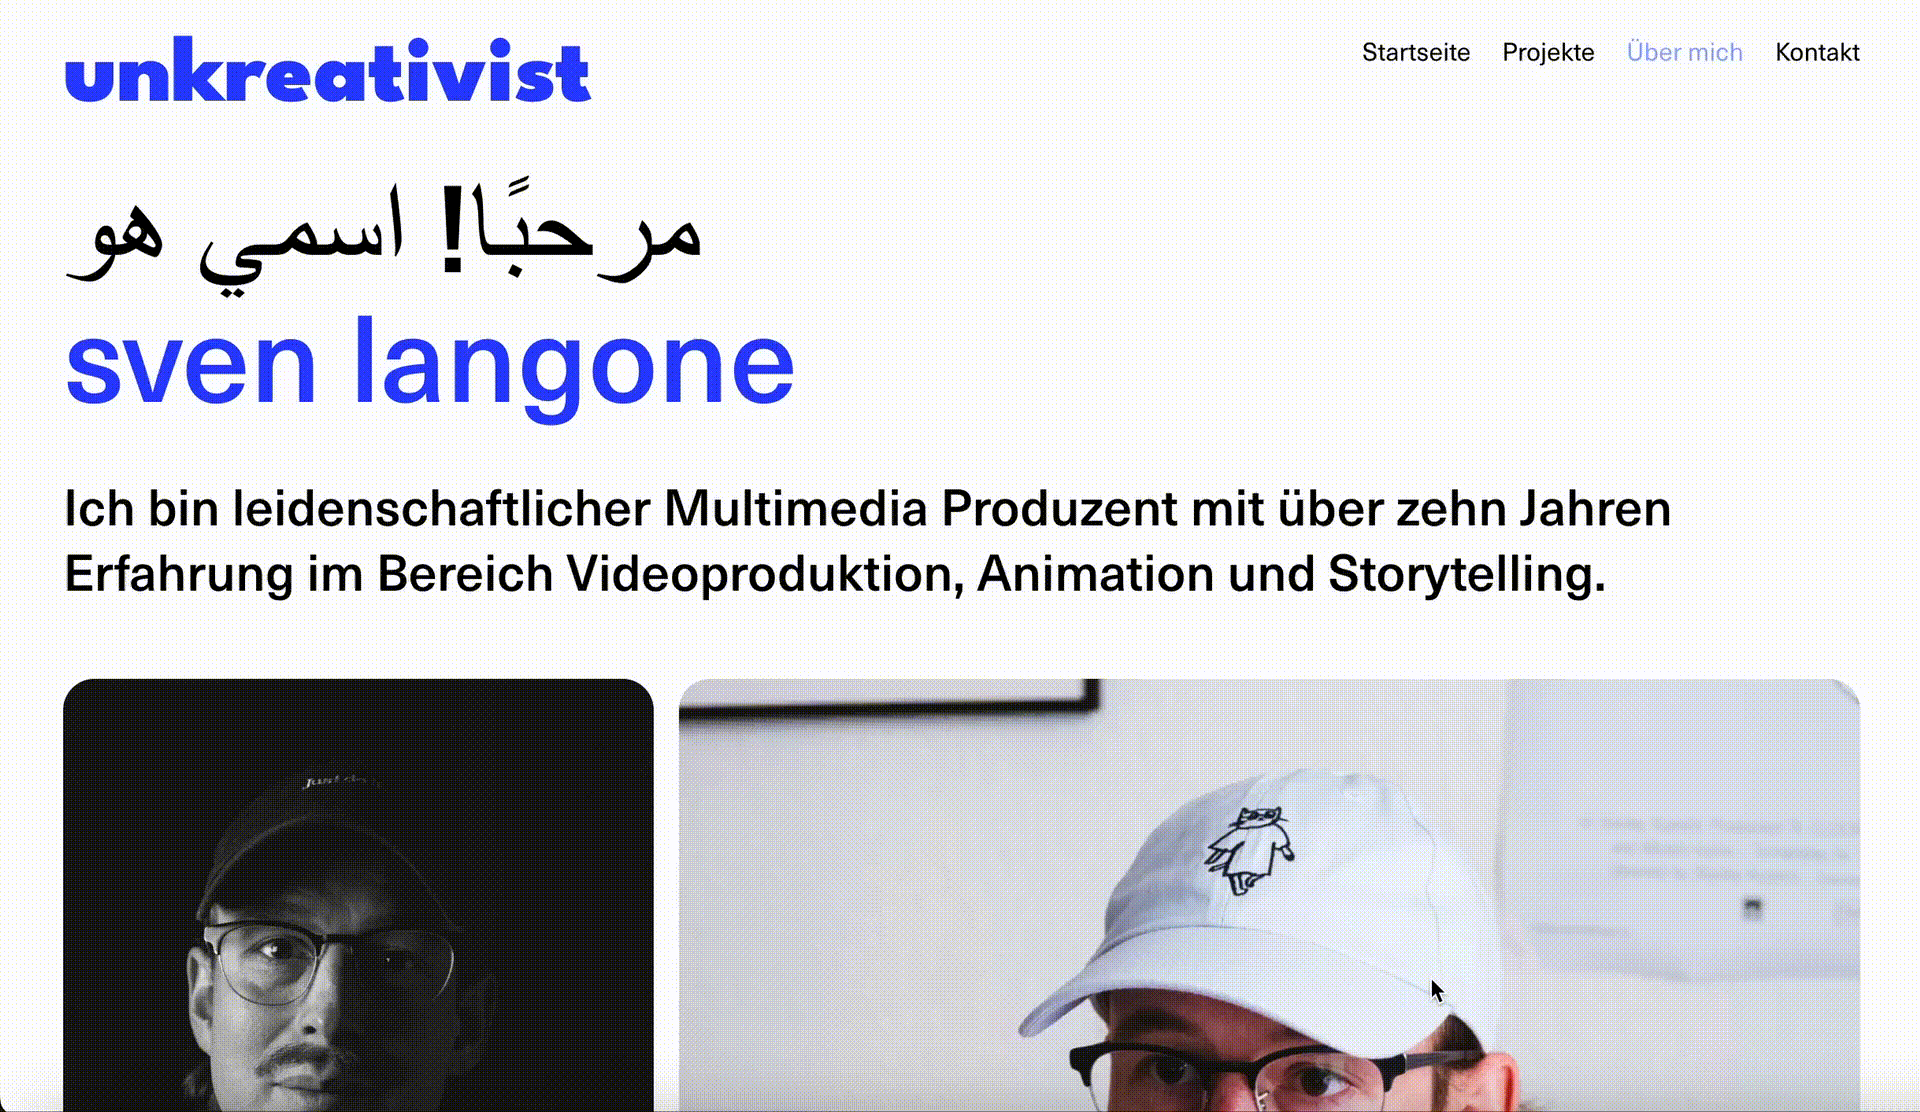 unkreativist
Startseite Projekte Über mich Kontakt
مرحبًا! اسمي هو
sven langone
Ich bin leidenschaftlicher Multimedia Produzent mit über zehn Jahren
Erfahrung im Bereich Videoproduktion, Animation und Storytelling.
Just